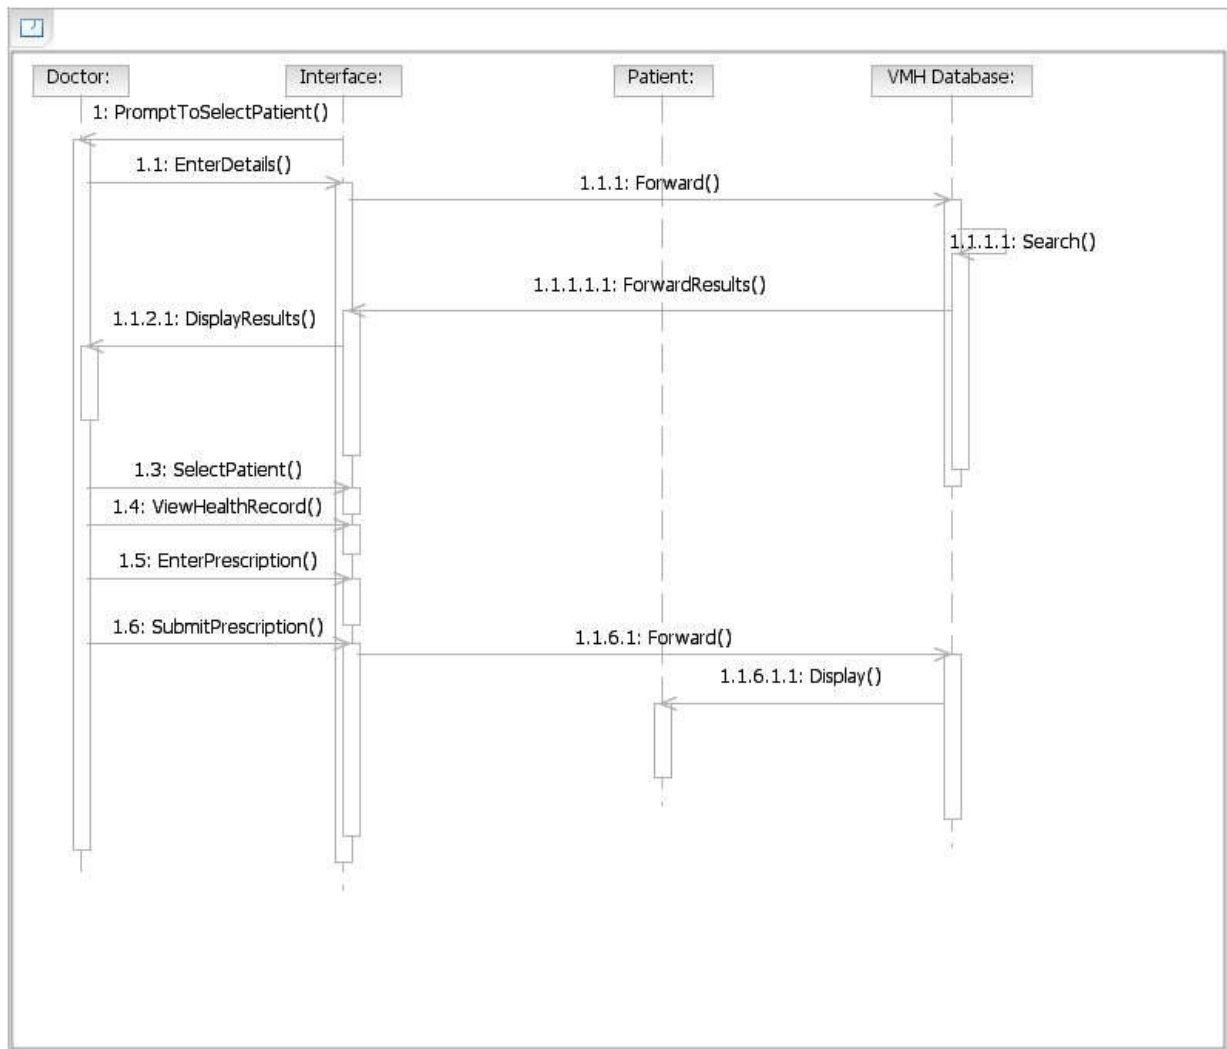 Doctor:
Interface:
Patient:
VMH Database:
1: PromptToSelectPatient()
1.1: EnterDetails()
1.1.1: Forward()
1.1.1.1: Search()
1.1.1.1.1: ForwardResults()
1.1.2.1: DisplayResults()
1.3: SelectPatient()
1.4: ViewHealthRecord()
1.5: EnterPrescription()
1.6: SubmitPrescription()
1.1.6.1: Forward()
1.1.6.1.1: Display()